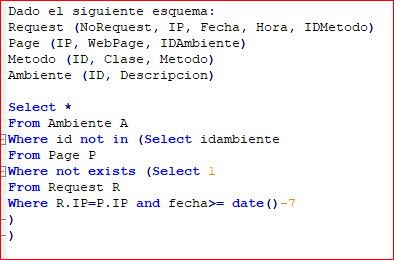 Dado el siguiente esquema:
Request (NoRequest, IP, Fecha, Hora, IDMetodo)
Page (IP, WebPage, IDAmbiente)
Metodo (ID, Clase, Metodo)
Ambiente (ID, Descripcion)
Select *
From Ambiente A
Where id not in (Select idambiente
From Page P
Where not exists (Select 1
From Request R
Where R.IP=P.IP and fecha>= date()-7
)
)